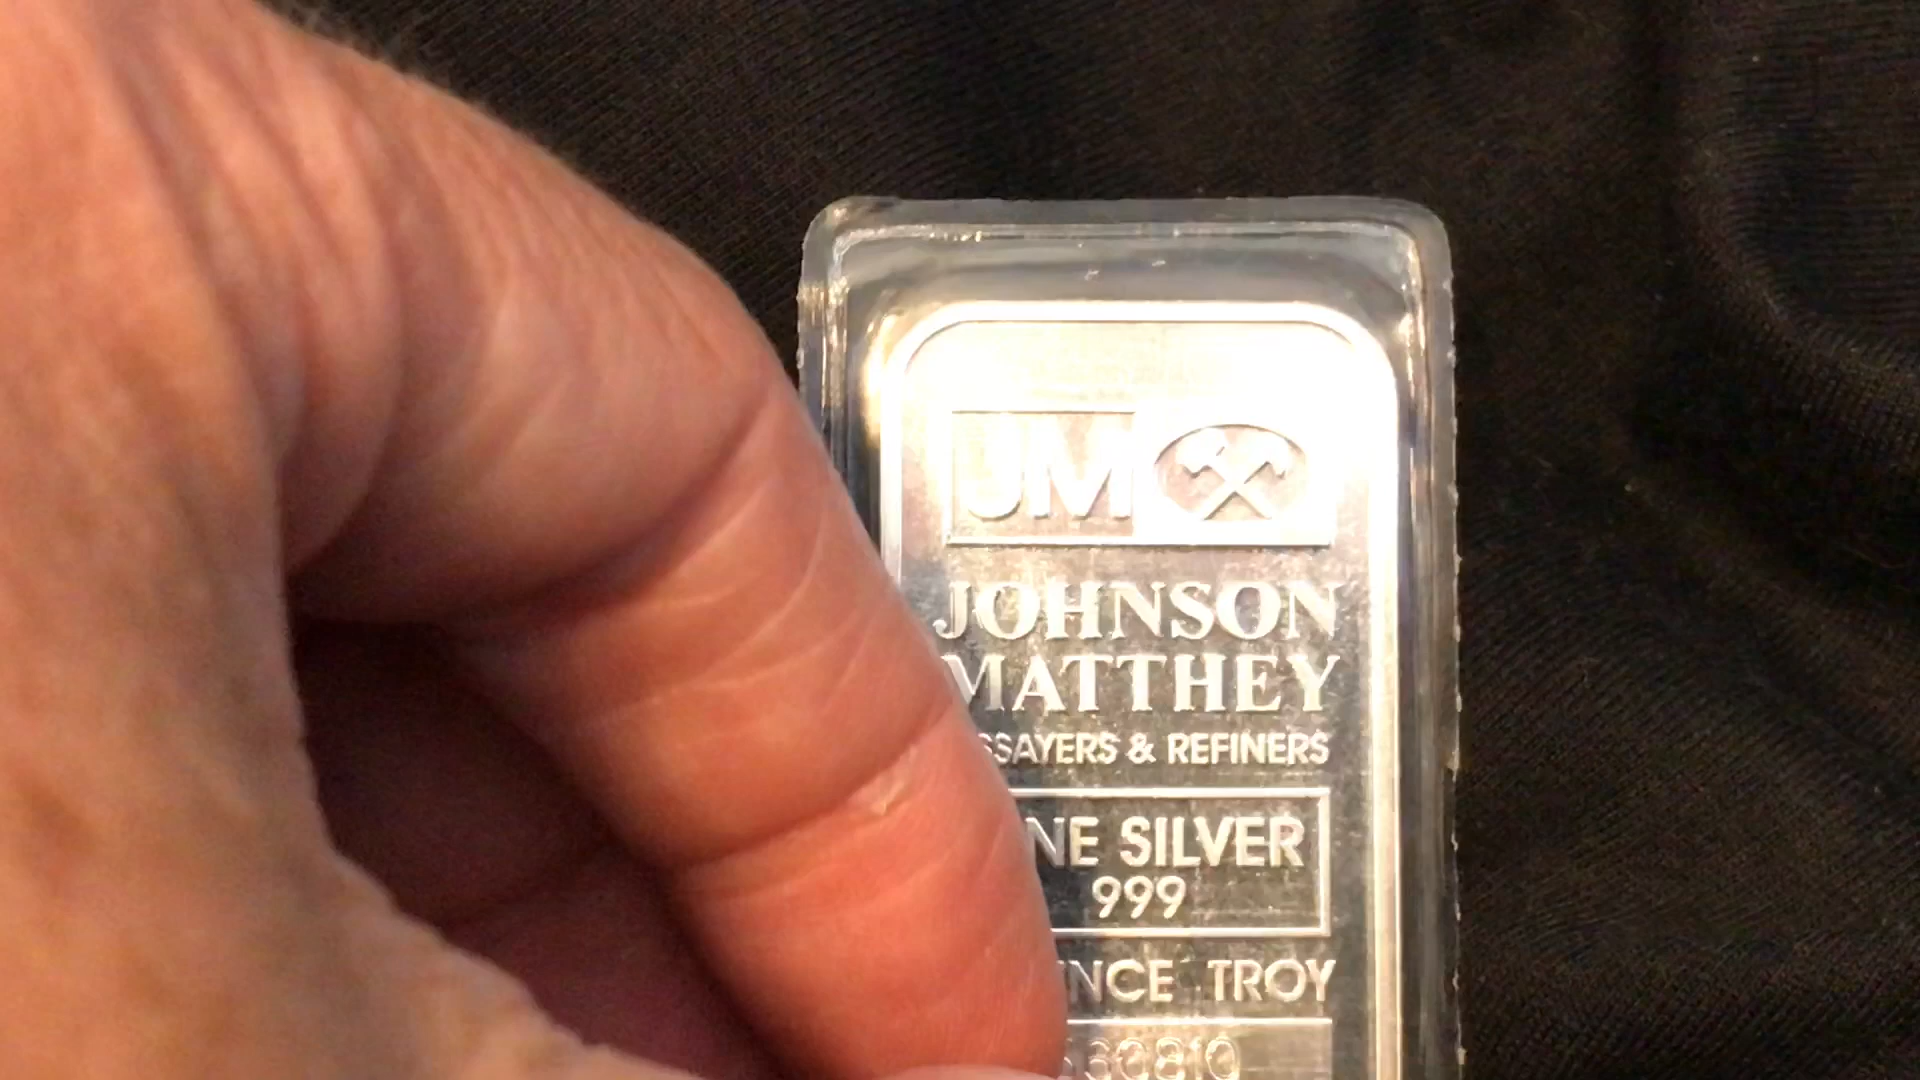 JM
JOHNSON
MATTHEY
SSAYERS & REFINERS
NE SILVER
999
NCE TROY